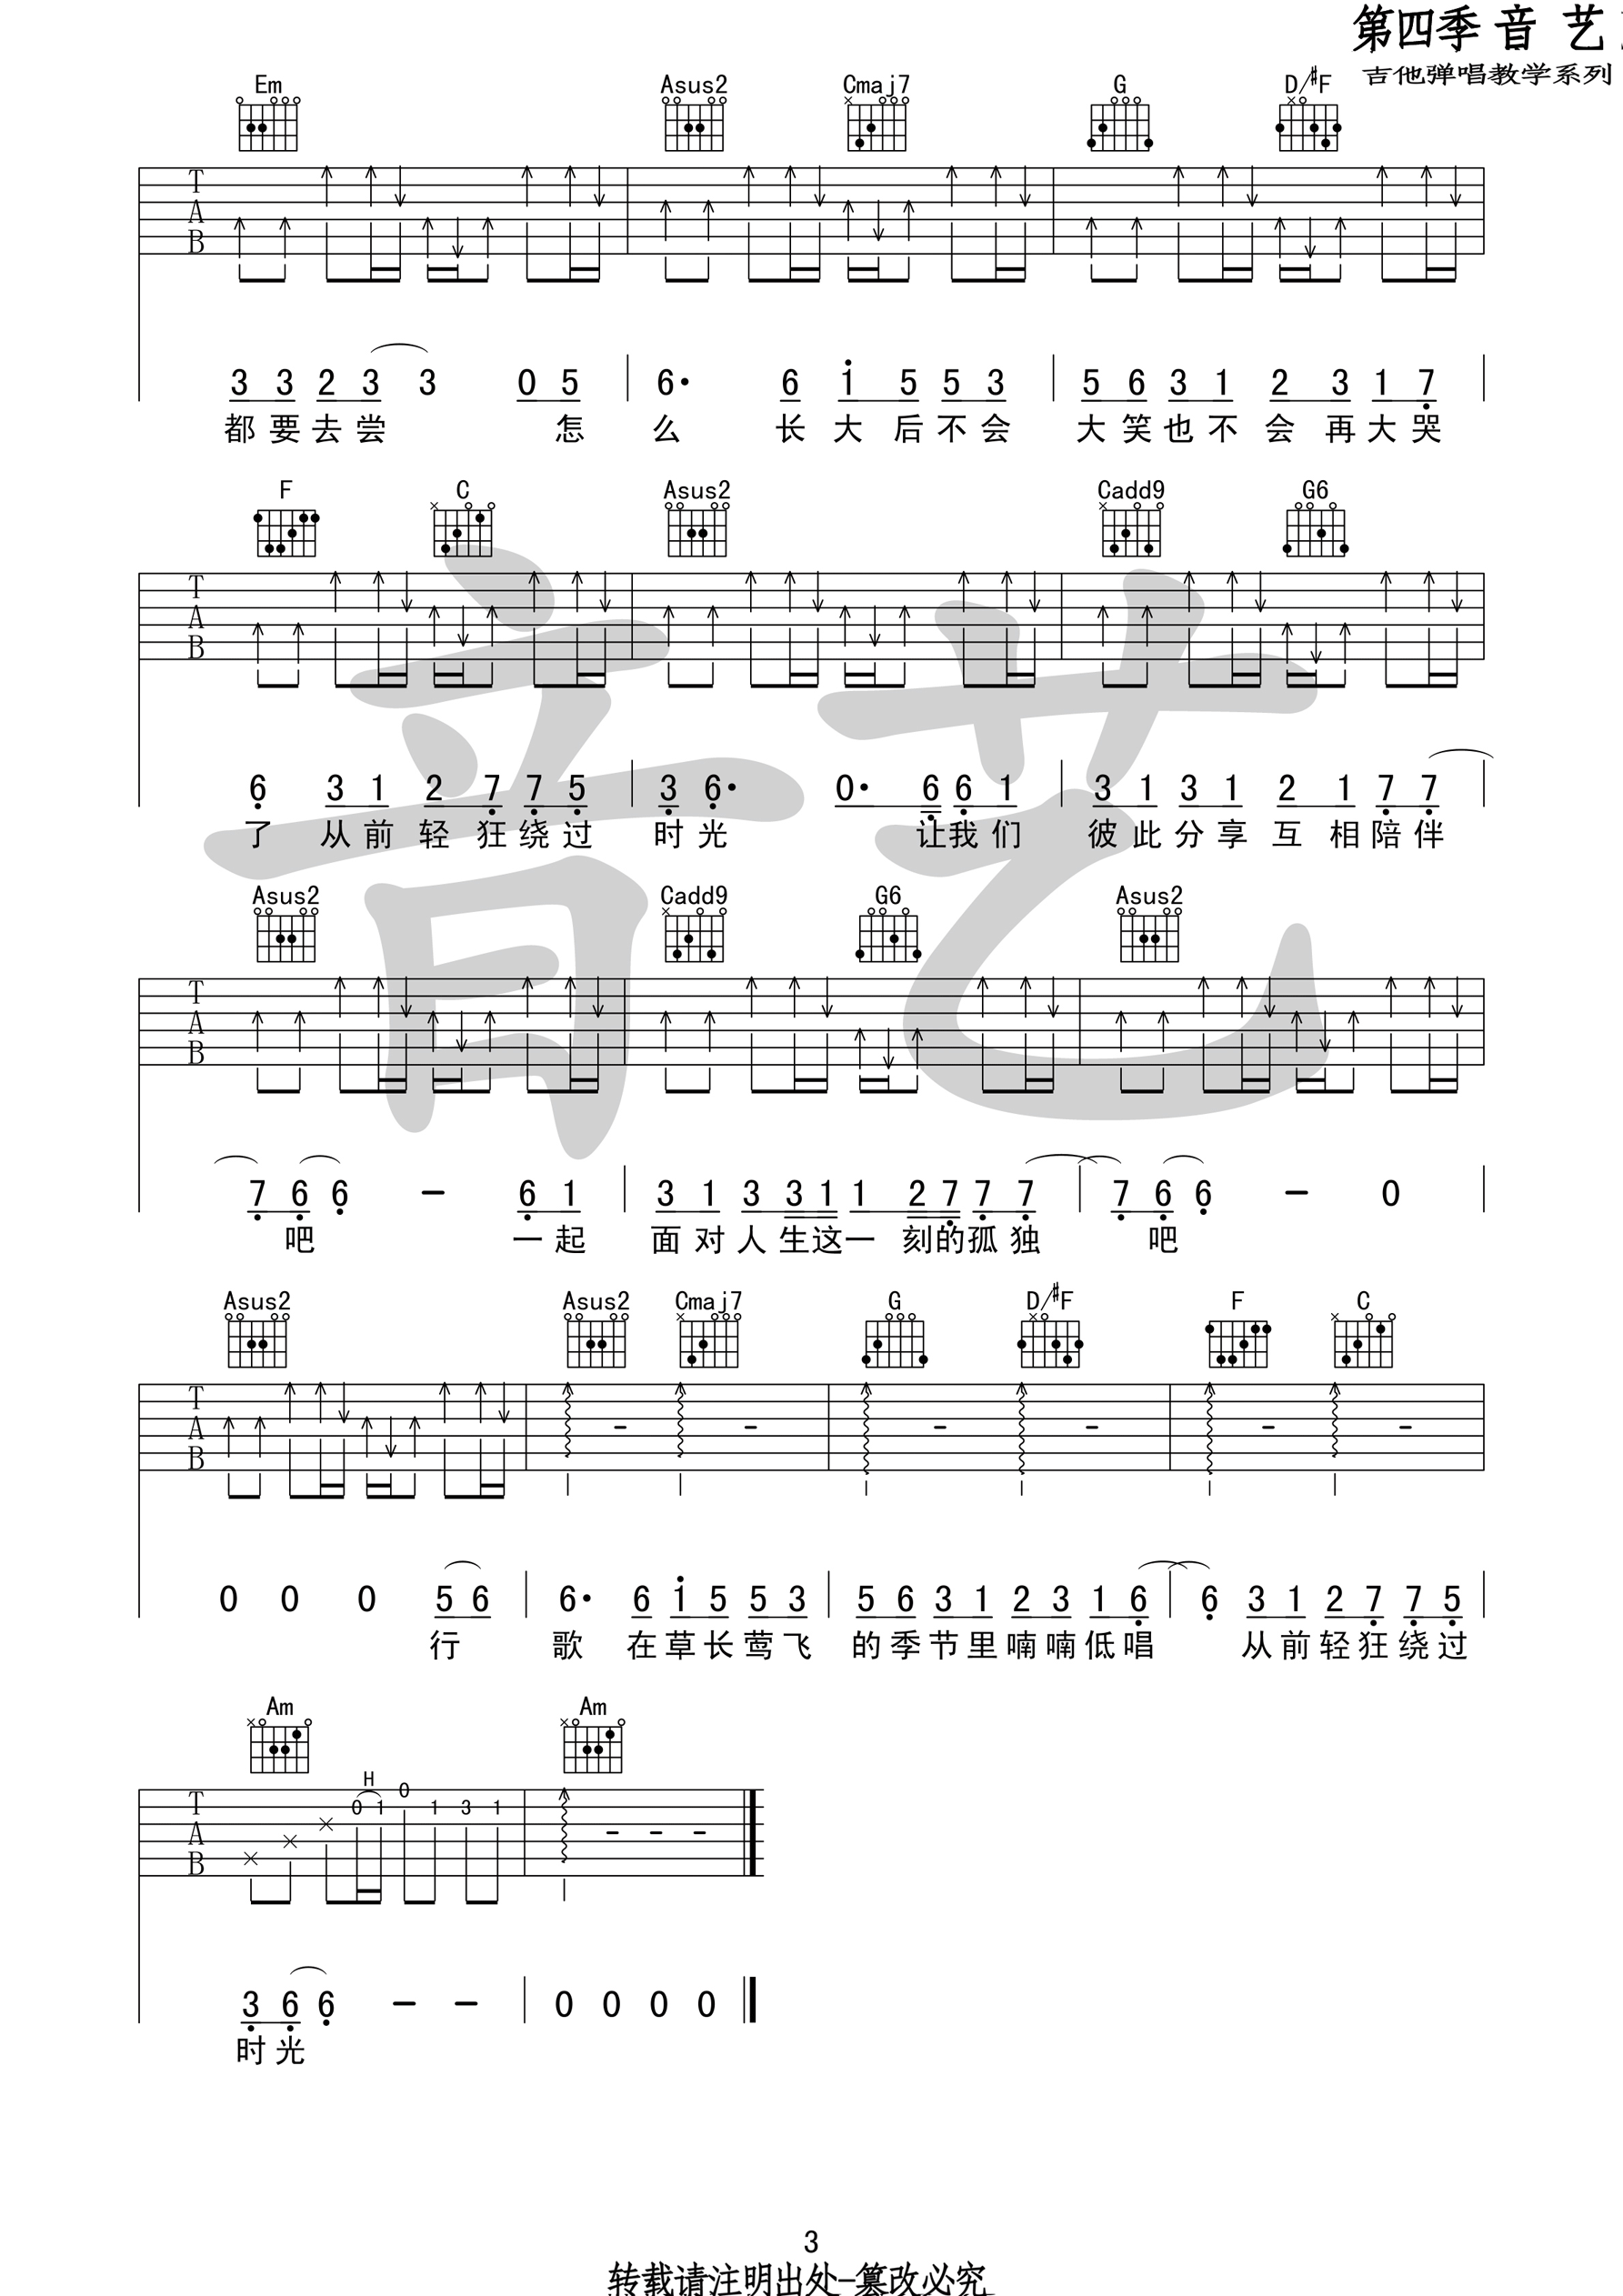 第四季 音 艺
吉他弹唱教学系列
Em Asus2 Cmaj7 G D/#F
T
A
B
3 3 2 3 3 0 5 6· 6 1 5 5 3 5 6 3 1 2 3 1 7
都要去尝 怎 么 长大后不会 大笑也不会再大哭
F C Asus2 Cadd9 G6
T
A
B
6 3 1 2 7 7 5 3 6· 0· 6 6 1 3 1 3 1 2 1 7 7
了 从前轻狂绕过 时光 让我们 彼此分享互相陪伴
Asus2 Cadd9 G6 Asus2
T
A
B
7 6 6 - 6 1 3 1 3 3 1 1 2 7 7 7 7 6 6 - 0
吧 一起 面对人生这一刻的孤独 吧
Asus2 Asus2 Cmaj7 G D/#F F C
T
A
B
0 0 0 5 6 6· 6 1 5 5 3 5 6 3 1 2 3 1 6 6 3 1 2 7 7 5
行 歌 在草长莺飞 的季节里喃喃低唱 从前轻狂绕过
Am Am
H
T
A
B
0 1 0 1 3 1
3 6 6 - - 0 0 0 0
时光
音艺
3
转载请注明出处-篡改必究